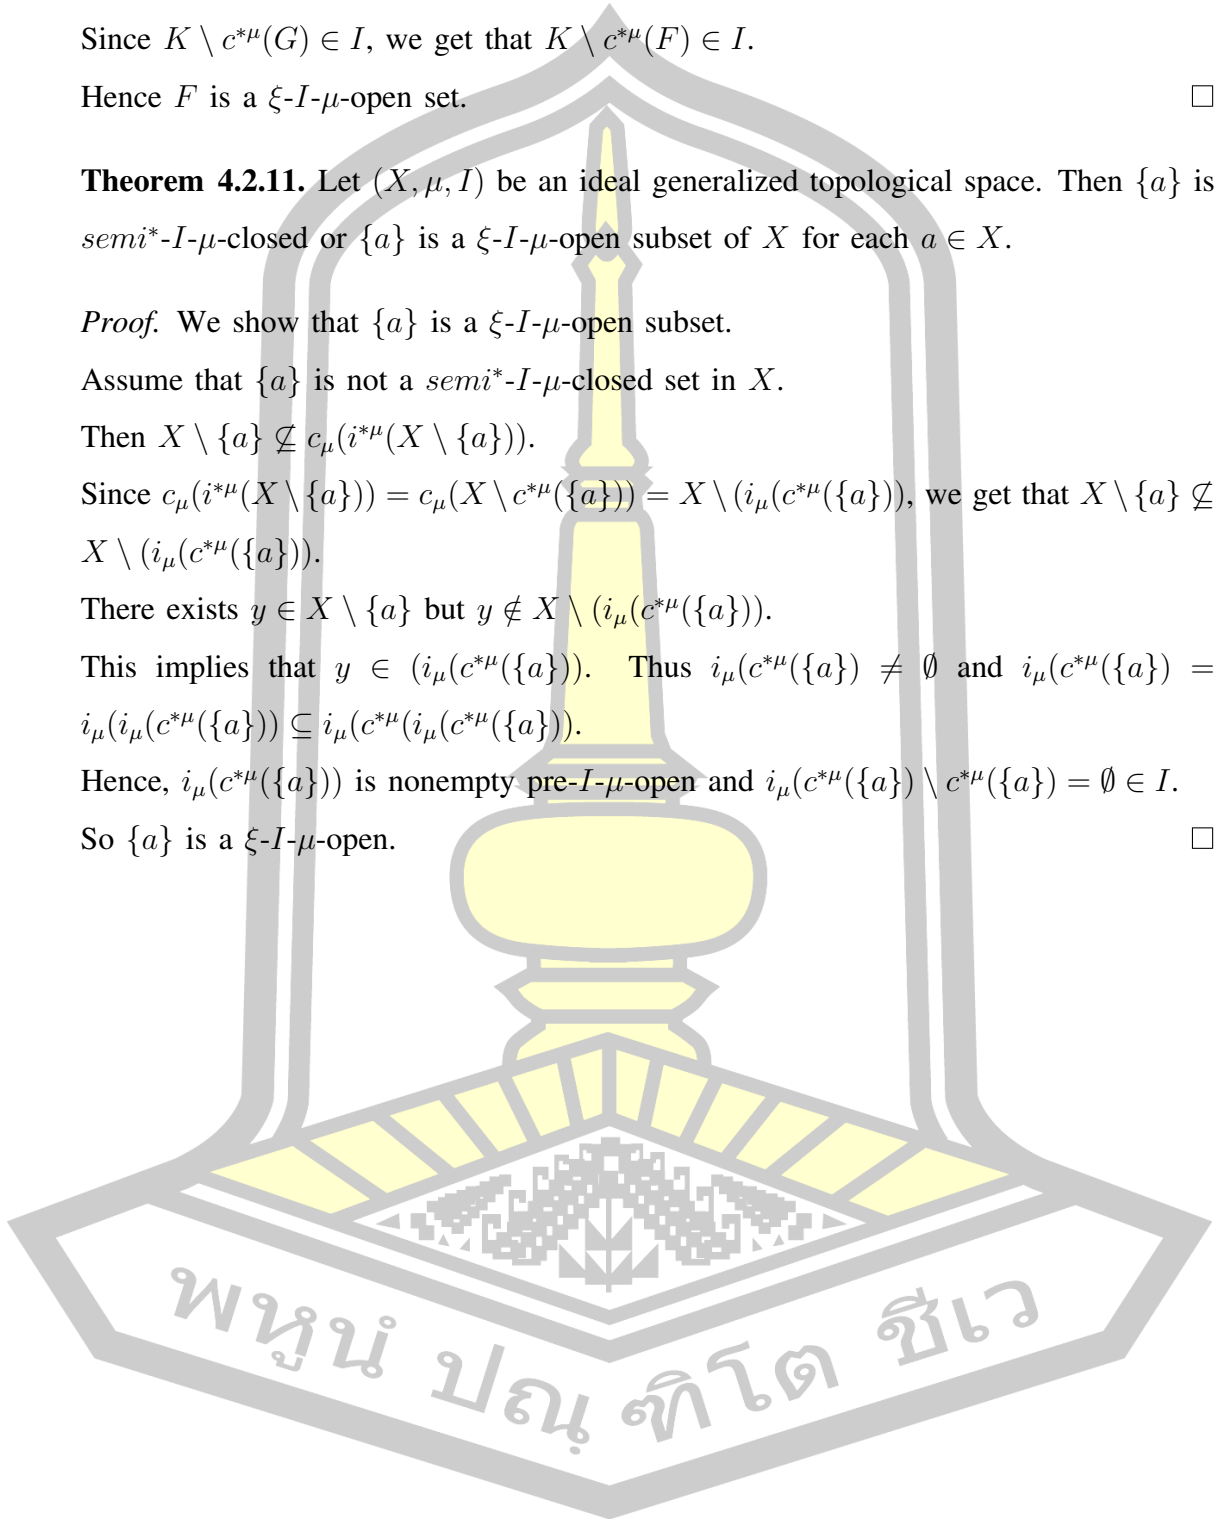 Since $K \setminus c^{*\mu}(G) \in I$, we get that $K \setminus c^{*\mu}(F) \in I$.
Hence $F$ is a $\xi$-$I$-$\mu$-open set. □
**Theorem 4.2.11.** Let $(X, \mu, I)$ be an ideal generalized topological space. Then $\{a\}$ is
$semi^*$-$I$-$\mu$-closed or $\{a\}$ is a $\xi$-$I$-$\mu$-open subset of $X$ for each $a \in X$.
*Proof.* We show that $\{a\}$ is a $\xi$-$I$-$\mu$-open subset.
Assume that $\{a\}$ is not a $semi^*$-$I$-$\mu$-closed set in $X$.
Then $X \setminus \{a\} \nsubseteq c_\mu(i^{*\mu}(X \setminus \{a\}))$.
Since $c_\mu(i^{*\mu}(X \setminus \{a\})) = c_\mu(X \setminus c^{*\mu}(\{a\})) = X \setminus (i_\mu(c^{*\mu}(\{a\}))$, we get that $X \setminus \{a\} \nsubseteq$
$X \setminus (i_\mu(c^{*\mu}(\{a\}))$.
There exists $y \in X \setminus \{a\}$ but $y \notin X \setminus (i_\mu(c^{*\mu}(\{a\}))$.
This implies that $y \in (i_\mu(c^{*\mu}(\{a\}))$. Thus $i_\mu(c^{*\mu}(\{a\}) \neq \emptyset$ and $i_\mu(c^{*\mu}(\{a\}) =$
$i_\mu(i_\mu(c^{*\mu}(\{a\})) \subseteq i_\mu(c^{*\mu}(i_\mu(c^{*\mu}(\{a\}))$.
Hence, $i_\mu(c^{*\mu}(\{a\}))$ is nonempty pre-$I$-$\mu$-open and $i_\mu(c^{*\mu}(\{a\}) \setminus c^{*\mu}(\{a\}) = \emptyset \in I$.
So $\{a\}$ is a $\xi$-$I$-$\mu$-open. □
พหูนํ ปณฺฑิโต ชีเว